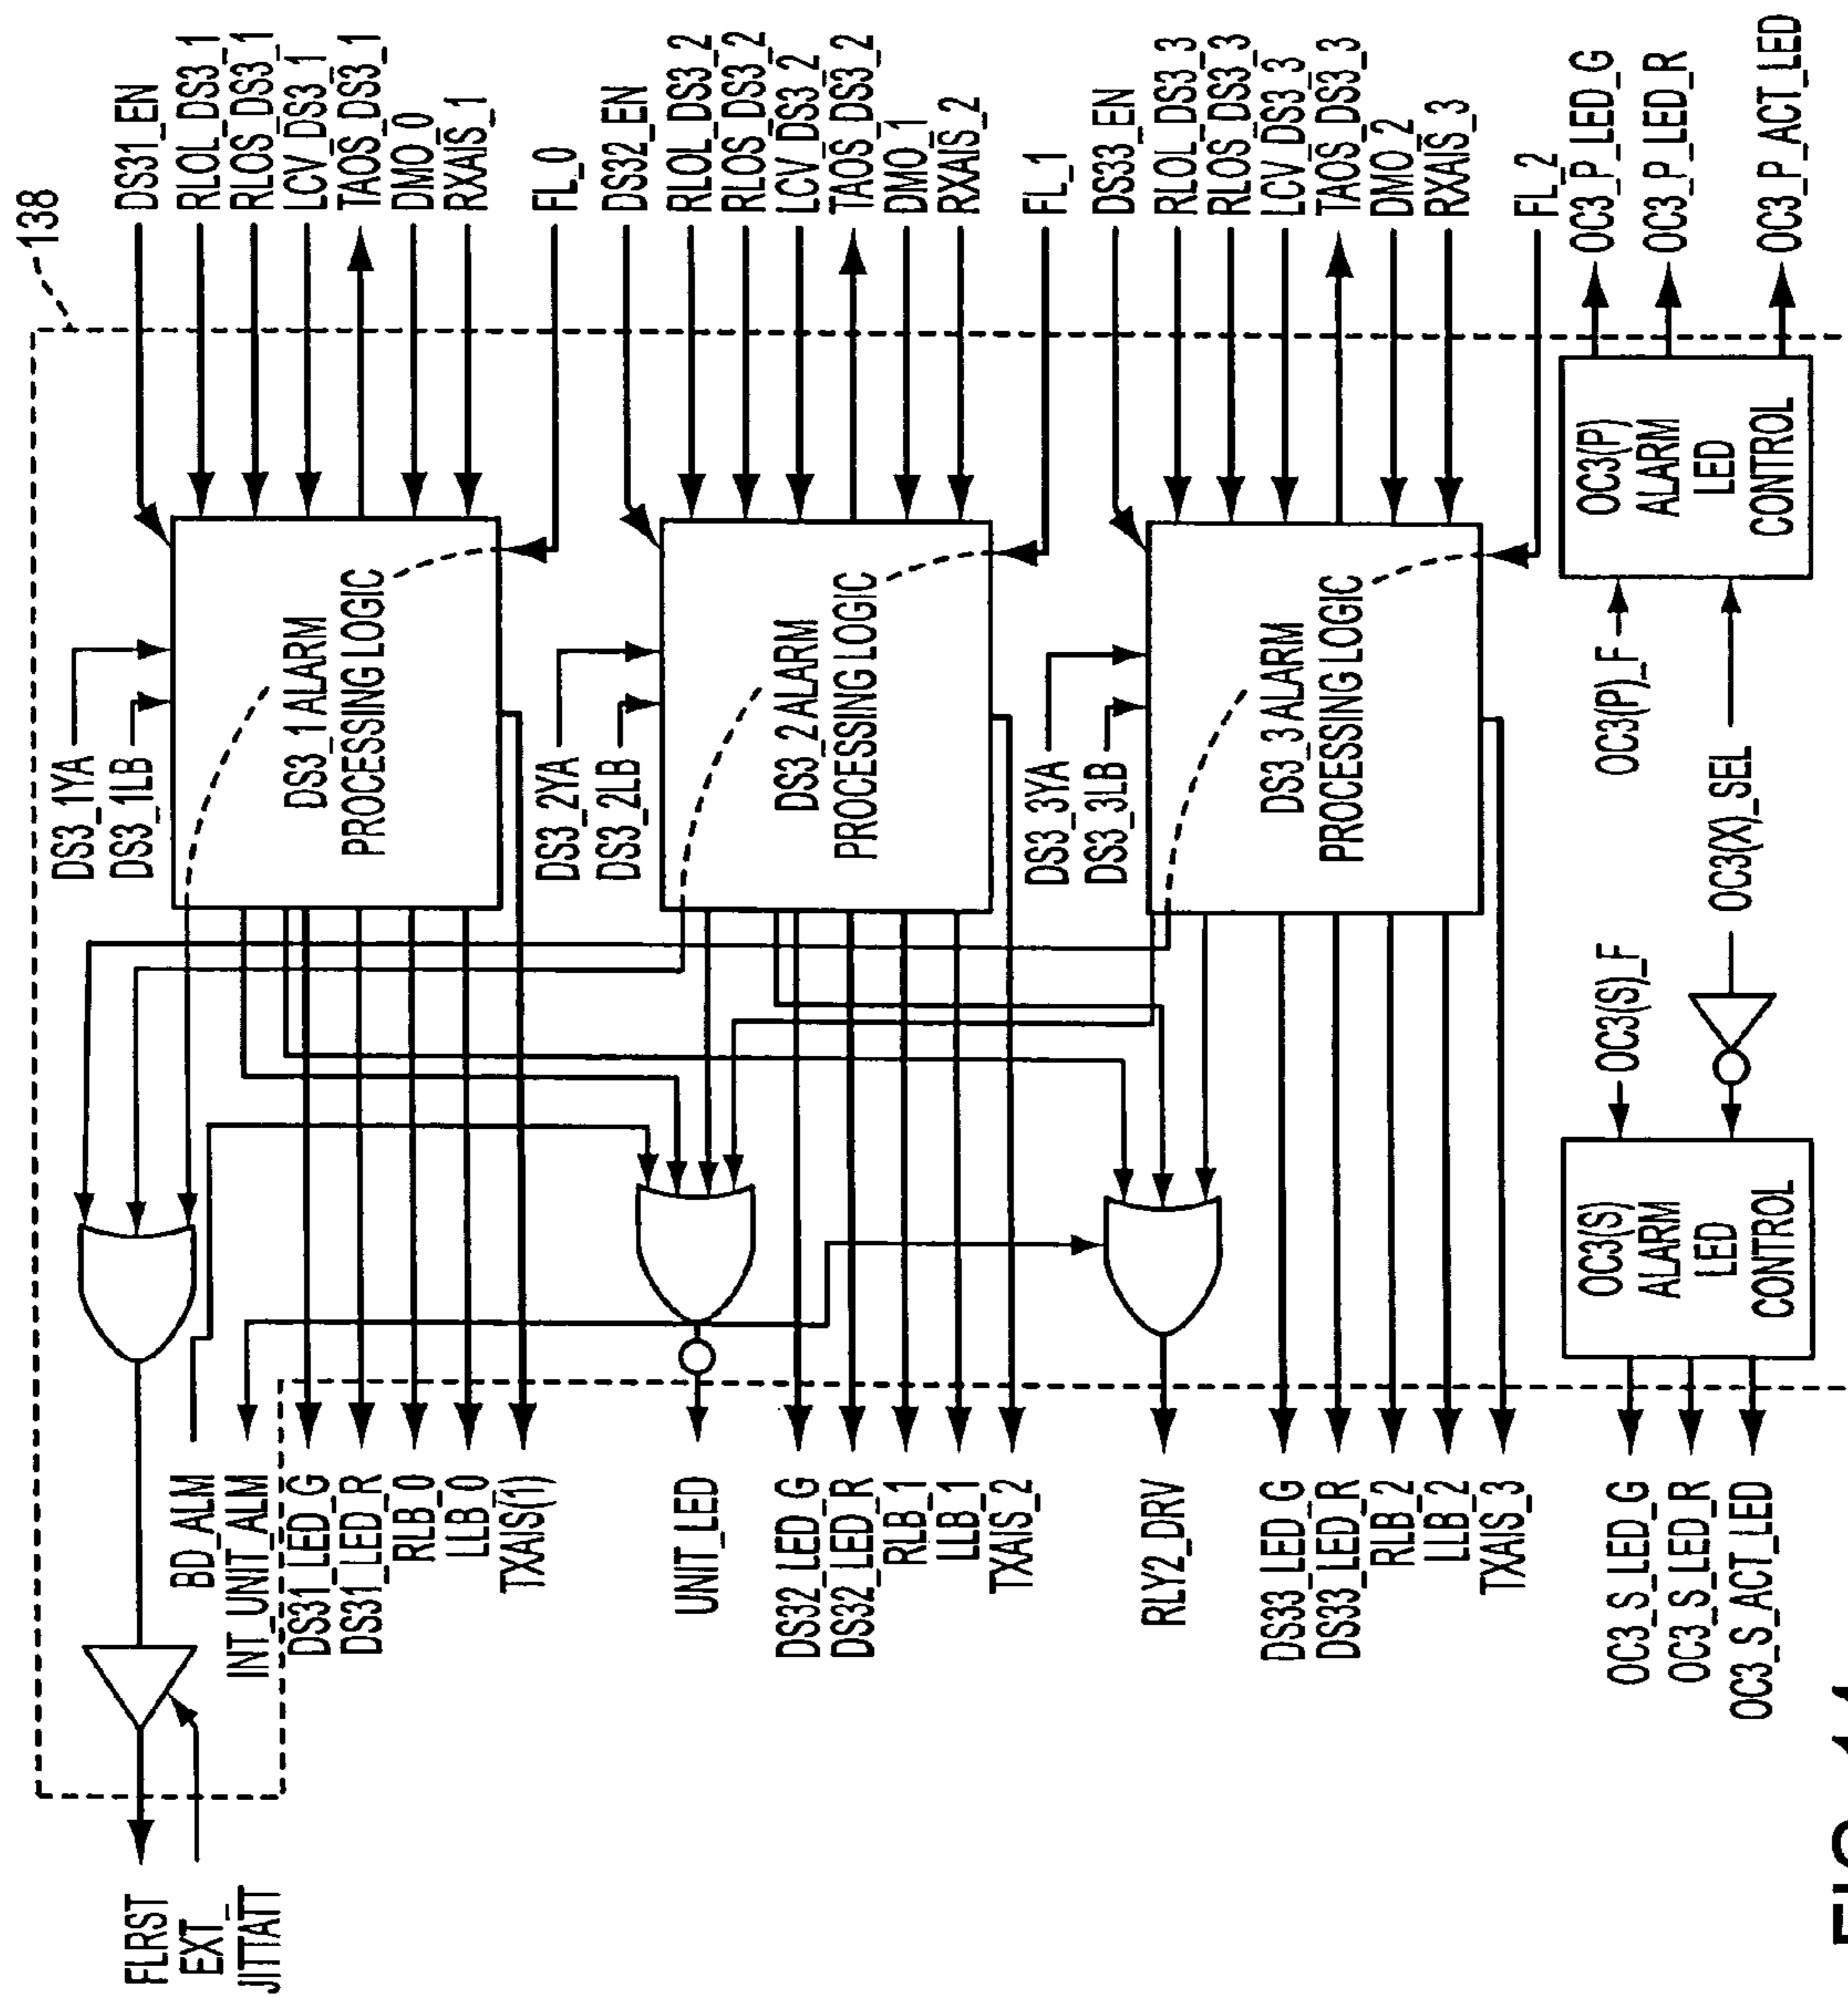 FLRST
EXT_
JITTATT
BD_ALM
INT_UNIT_ALM
DS31_LED_G
DS31_LED_R
RLB_0
LLB_0
TXAIS(1)
UNIT_LED
DS32_LED_G
DS32_LED_R
RLB_1
LLB_1
TXAIS_2
RLY2_DRV
DS33_LED_G
DS33_LED_R
RLB_2
LLB_2
TXAIS_3
OC3_S_LED_G
OC3_S_LED_R
OC3_S_ACT_LED
OC3(S)
ALARM
LED
CONTROL
OC3(S)_F
OC3(X)_SEL
OC3(P)_F
DS3_1YA
DS3_1LB
DS3_1 ALARM
PROCESSING LOGIC
DS3_2YA
DS3_2LB
DS3_2 ALARM
PROCESSING LOGIC
DS3_3YA
DS3_3LB
DS3_3 ALARM
PROCESSING LOGIC
OC3(P)
ALARM
LED
CONTROL
138
DS31_EN
RLOL_DS3_1
RLOS_DS3_1
LCV_DS3_1
TAOS_DS3_1
DMO_0
RXAIS_1
FL_0
DS32_EN
RLOL_DS3_2
RLOS_DS3_2
LCV_DS3_2
TAOS_DS3_2
DMO_1
RXAIS_2
FL_1
DS33_EN
RLOL_DS3_3
RLOS_DS3_3
LCV_DS3_3
TAOS_DS3_3
DMO_2
RXAIS_3
FL_2
OC3_P_LED_G
OC3_P_LED_R
OC3_P_ACT_LED